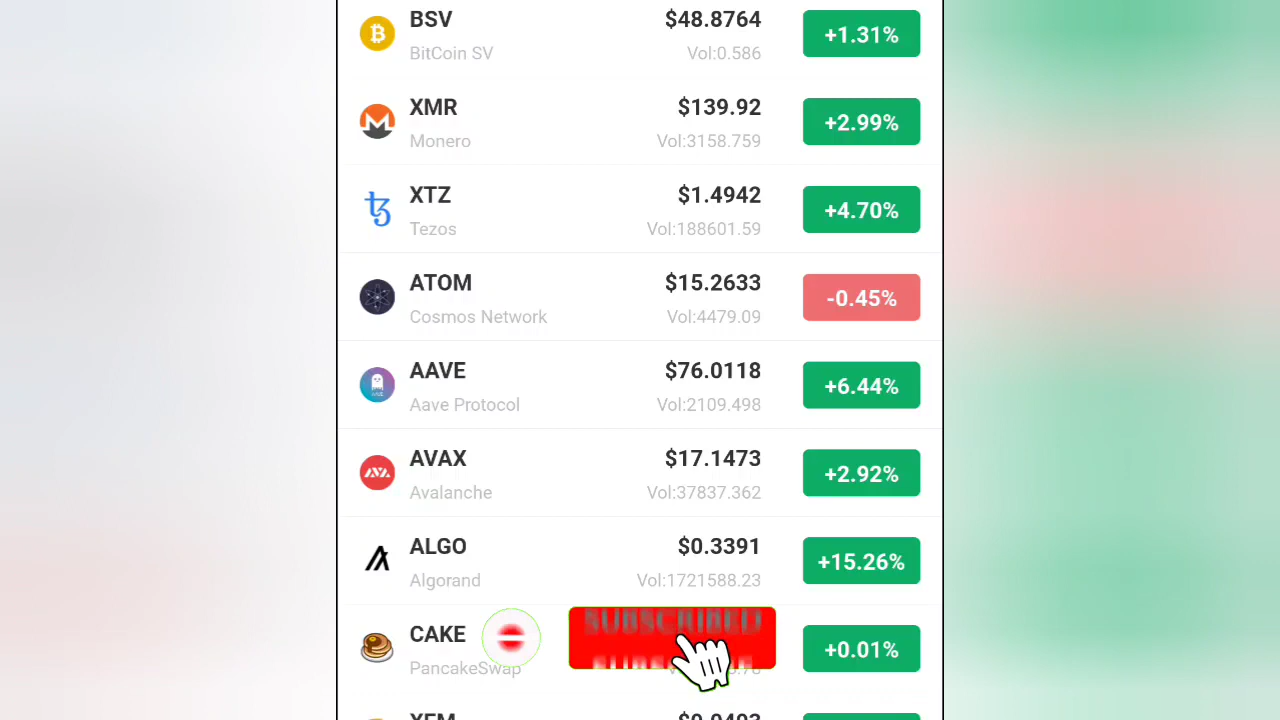 BSV $48.8764 +1.31%
BitCoin SV Vol:0.586
XMR $139.92 +2.99%
Monero Vol:3158.759
XTZ $1.4942 +4.70%
Tezos Vol:188601.59
ATOM $15.2633 -0.45%
Cosmos Network Vol:4479.09
AAVE $76.0118 +6.44%
Aave Protocol Vol:2109.498
AVAX $17.1473 +2.92%
Avalanche Vol:37837.362
ALGO $0.3391 +15.26%
Algorand Vol:1721588.23
CAKE SUBSCRIBED +0.01%
PancakeSwap